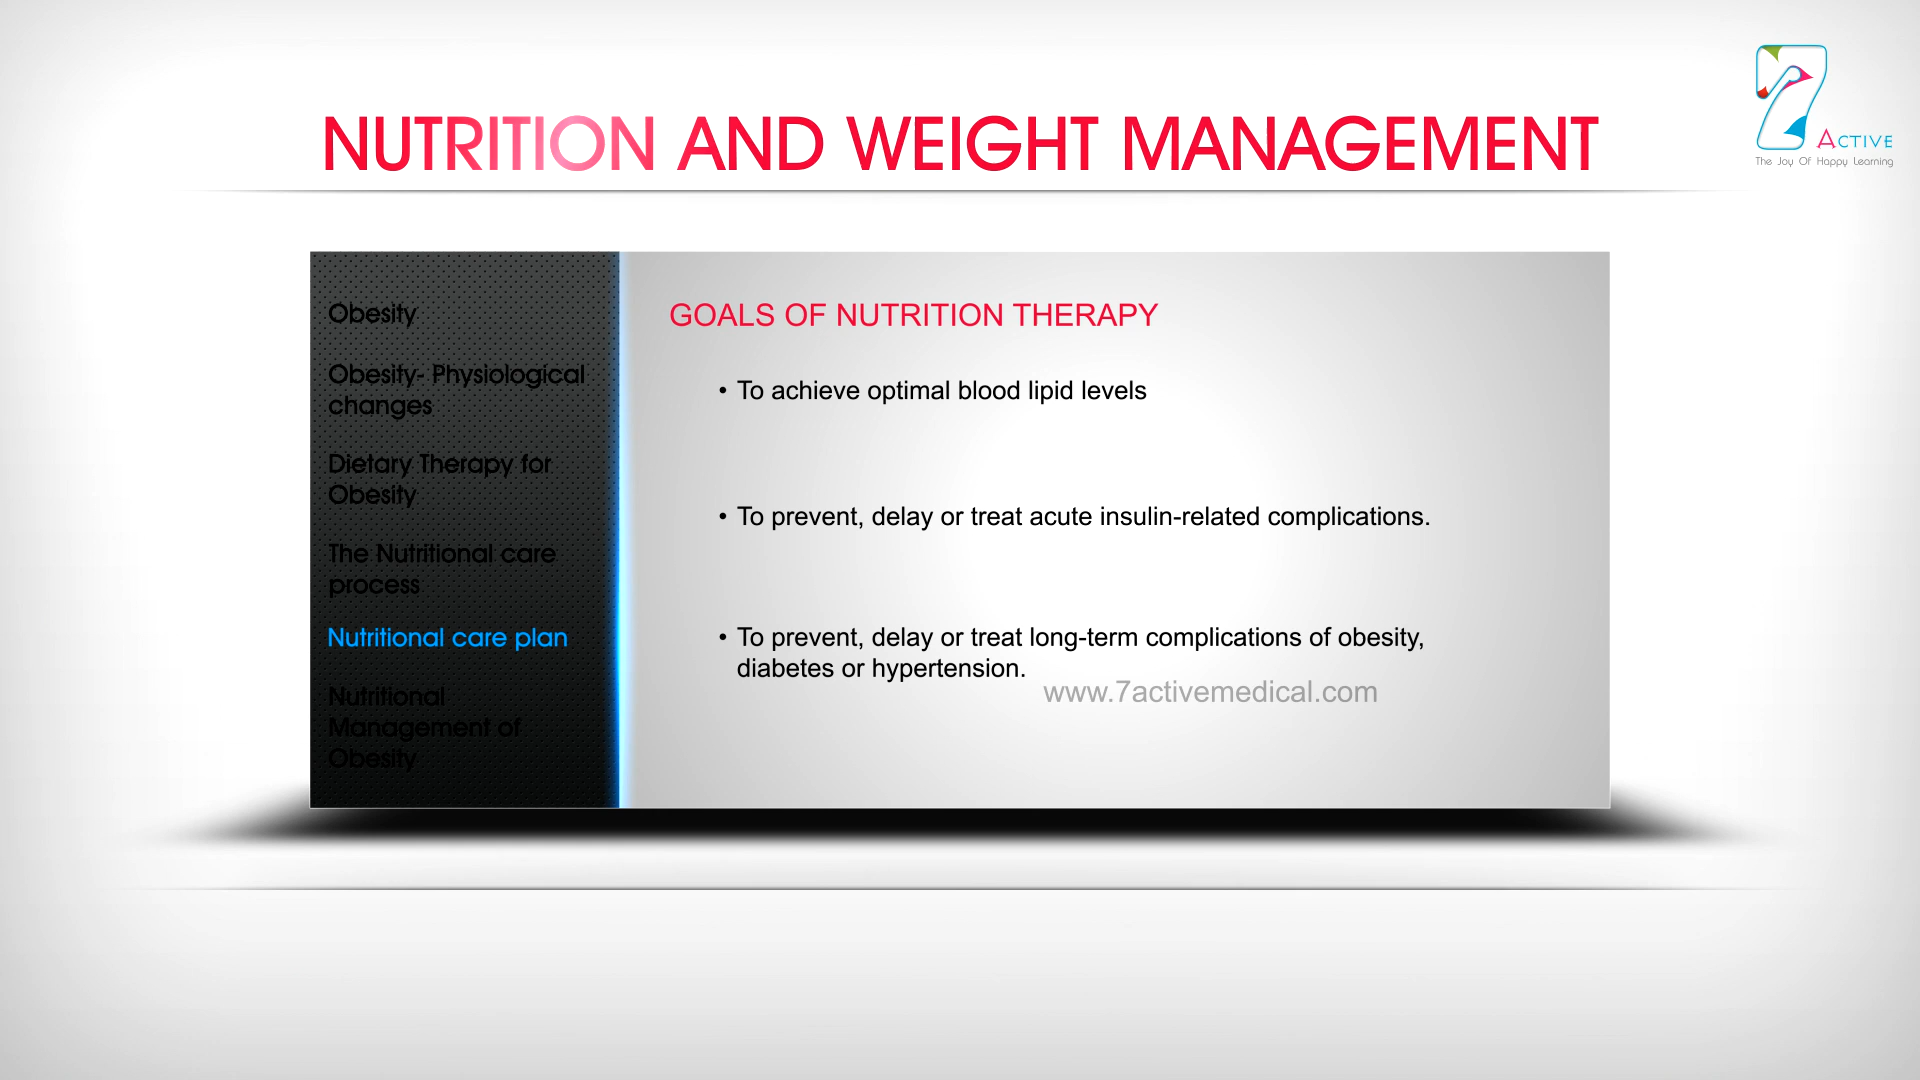 NUTRITION AND WEIGHT MANAGEMENT
7
ACTIVE
The Joy Of Happy Learning
Obesity
Obesity- Physiological
changes
Dietary Therapy for
Obesity
The Nutritional care
process
Nutritional care plan
Nutritional
Management of
Obesity
GOALS OF NUTRITION THERAPY
• To achieve optimal blood lipid levels
• To prevent, delay or treat acute insulin-related complications.
• To prevent, delay or treat long-term complications of obesity,
diabetes or hypertension.
www.7activemedical.com